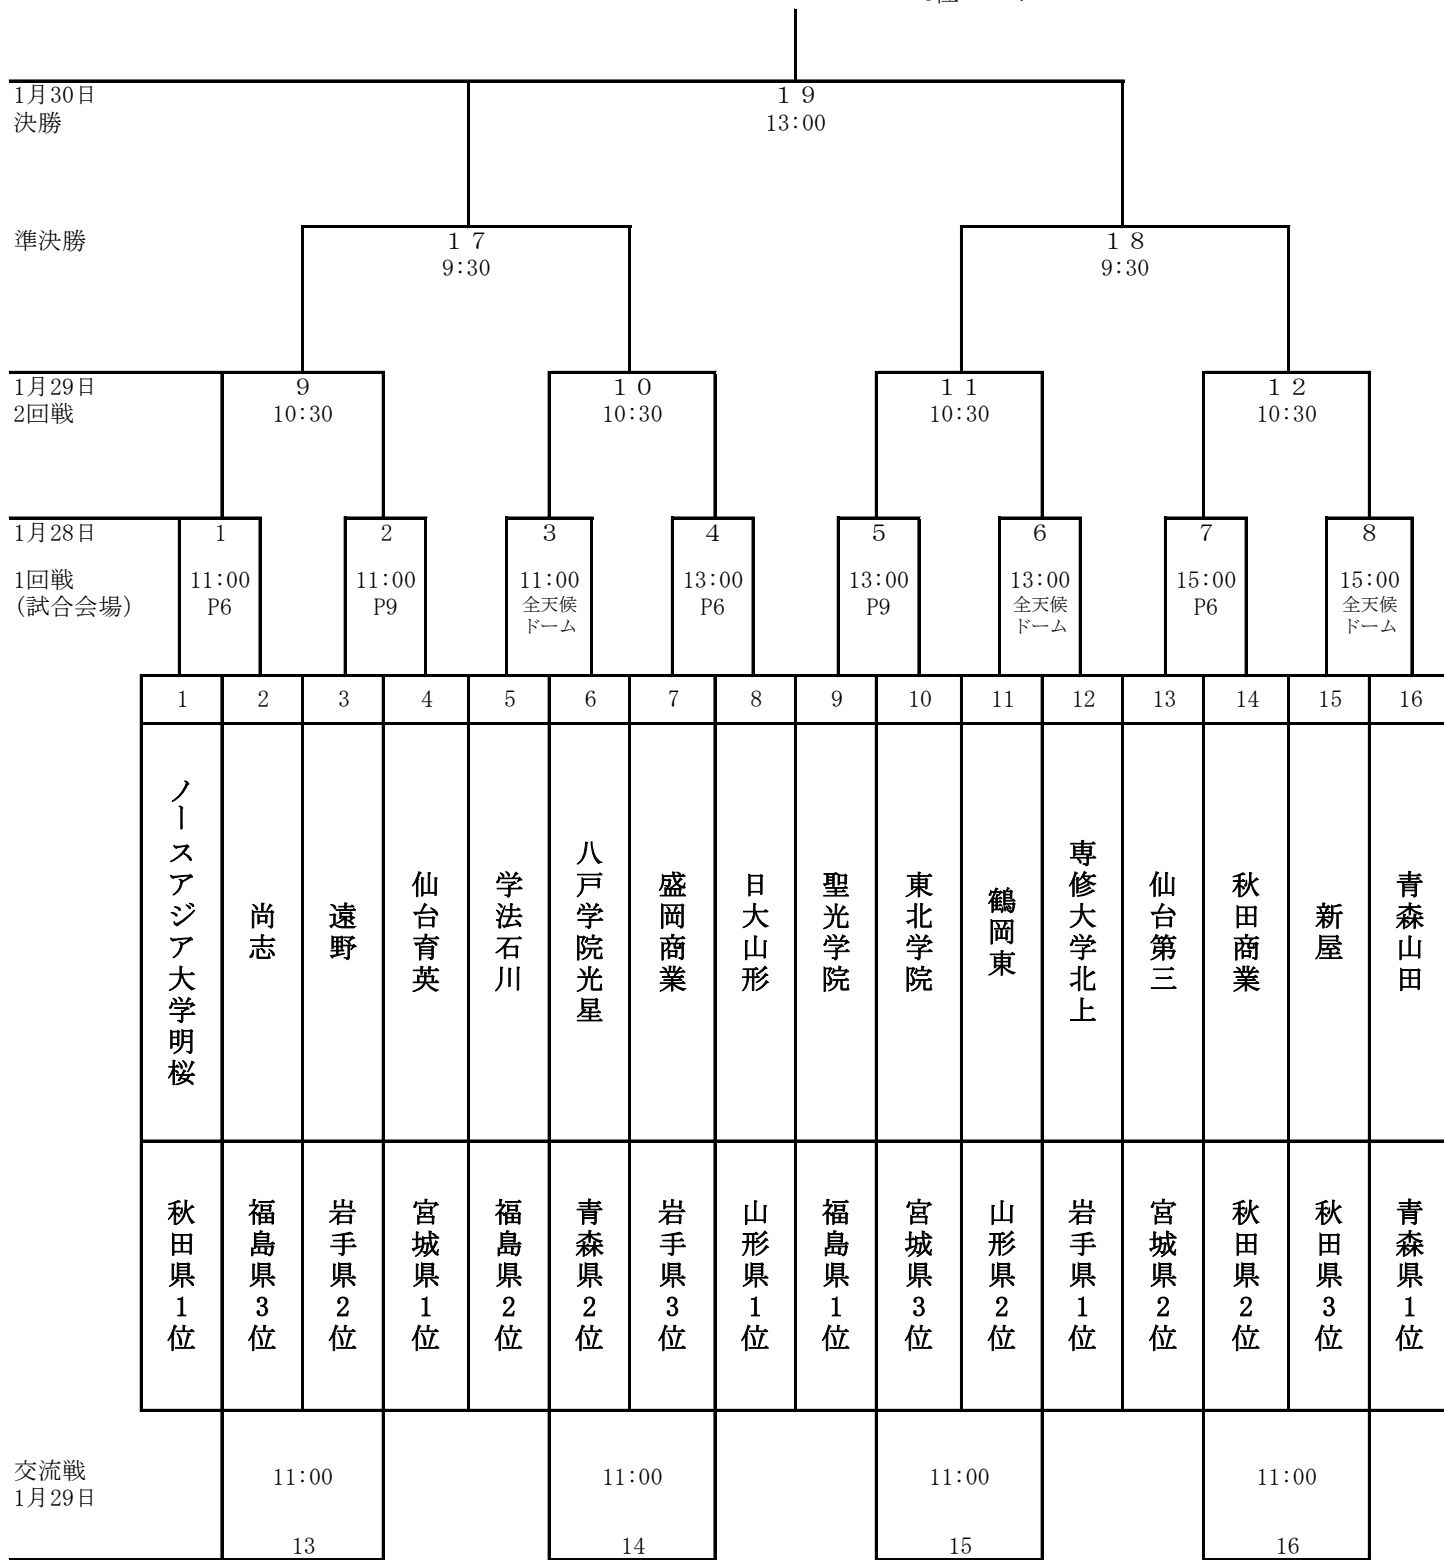 1月30日
決勝
19
13:00
準決勝
17
9:30
18
9:30
1月29日
2回戦
9
10:30
10
10:30
11
10:30
12
10:30
1月28日
1回戦
(試合会場)
1
11:00
P6
2
11:00
P9
3
11:00
全天候
ドーム
4
13:00
P6
5
13:00
P9
6
13:00
全天候
ドーム
7
15:00
P6
8
15:00
全天候
ドーム
1 2 3 4 5 6 7 8 9 10 11 12 13 14 15 16
ノースアジア大学明桜
尚志
遠野
仙台育英
学法石川
八戸学院光星
盛岡商業
日大山形
聖光学院
東北学院
鶴岡東
専修大学北上
仙台第三
秋田商業
新屋
青森山田
秋田県1位
福島県3位
岩手県2位
宮城県1位
福島県2位
青森県2位
岩手県3位
山形県1位
福島県1位
宮城県3位
山形県2位
岩手県1位
宮城県2位
秋田県2位
秋田県3位
青森県1位
交流戦
1月29日
11:00
13
11:00
14
11:00
15
11:00
16